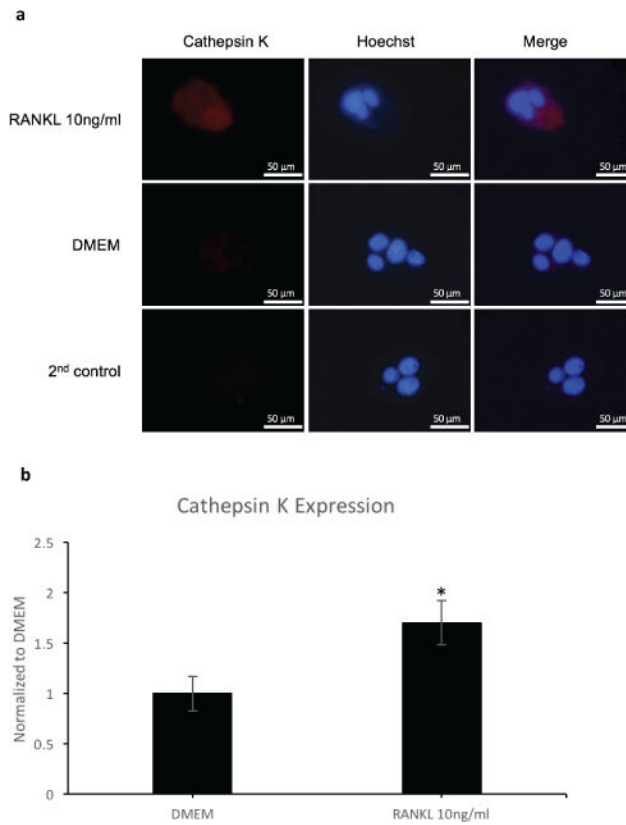 a
Cathepsin K Hoechst Merge
RANKL 10ng/ml
50 µm 50 µm 50 µm
DMEM
50 µm 50 µm 50 µm
2nd control
50 µm 50 µm 50 µm
b
Cathepsin K Expression
Normalized to DMEM
2.5
2
1.5
1
0.5
0
*
DMEM RANKL 10ng/ml